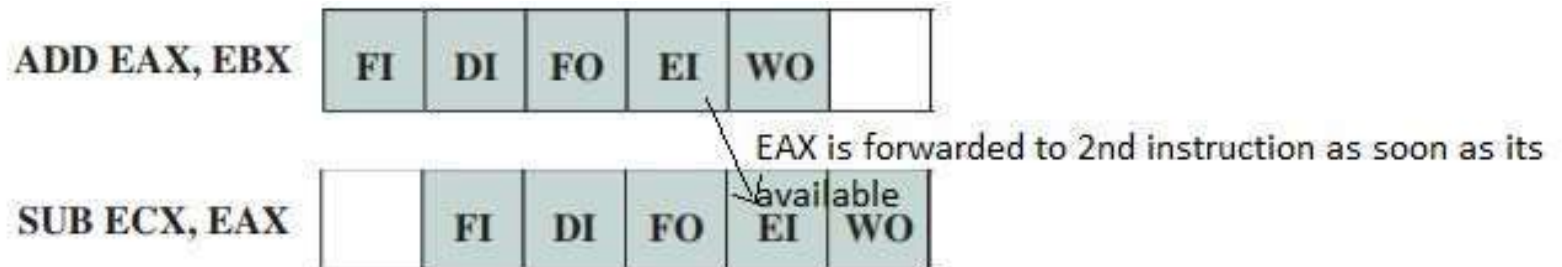 ADD EAX, EBX FI DI FO EI WO
EAX is forwarded to 2nd instruction as soon as its
available
SUB ECX, EAX FI DI FO EI WO